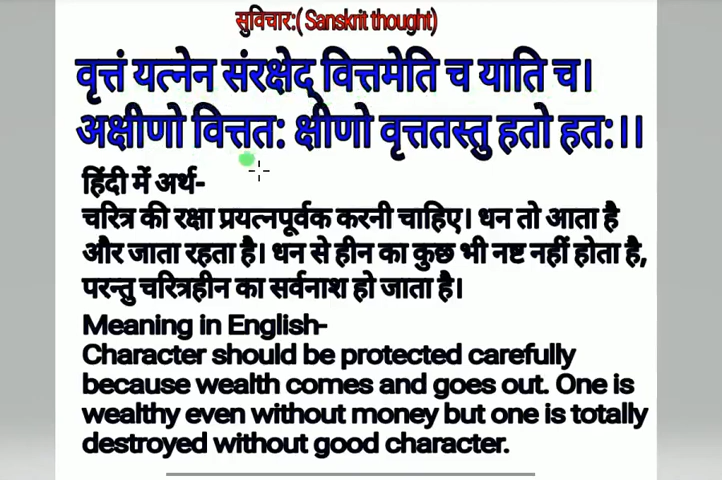 सुविचार:( Sanskrit thought)
वृत्तं यत्नेन संरक्षेद् वित्तमेति च याति च।
अक्षीणो वित्तत: क्षीणो वृत्ततस्तु हतो हत:।।
हिंदी में अर्थ-
चरित्र की रक्षा प्रयत्नपूर्वक करनी चाहिए। धन तो आता है
और जाता रहता है। धन से हीन का कुछ भी नष्ट नहीं होता है,
परन्तु चरित्रहीन का सर्वनाश हो जाता है।
Meaning in English-
Character should be protected carefully
because wealth comes and goes out. One is
wealthy even without money but one is totally
destroyed without good character.